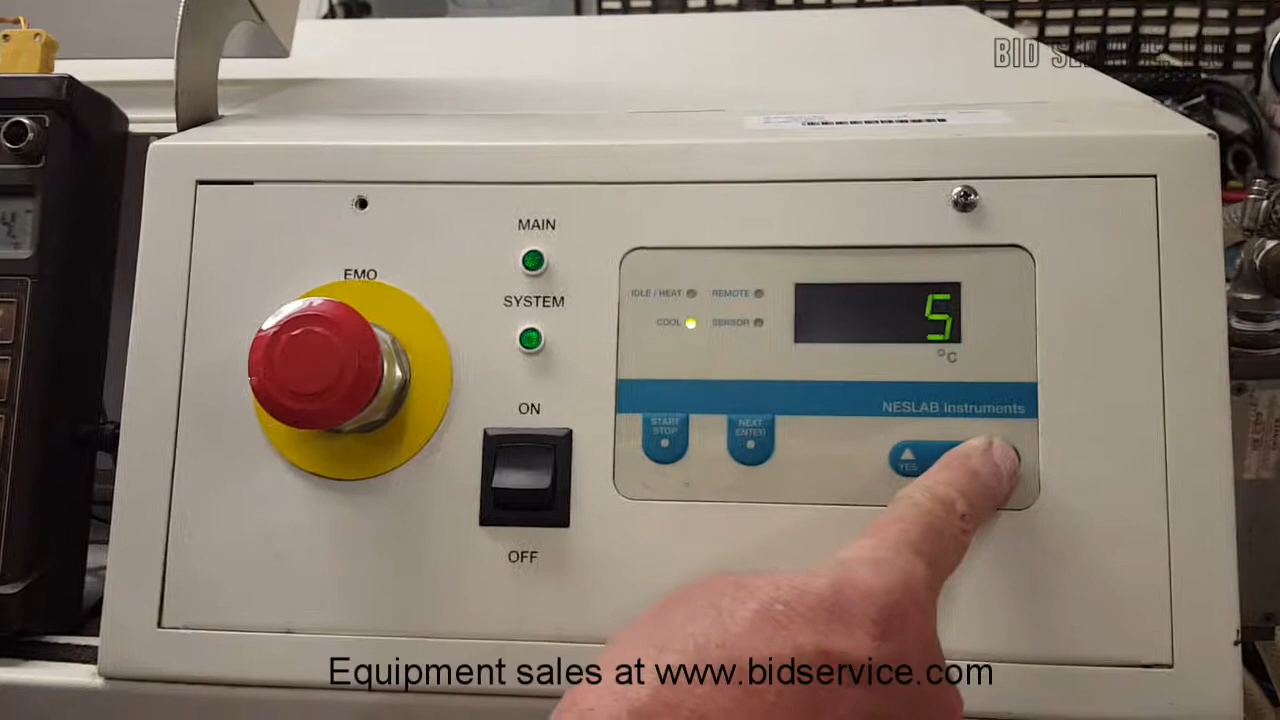 BID SERVICE, LLC
MAIN
EMO
SYSTEM
IDLE / HEAT
REMOTE
COOL
SENSOR
5
°C
ON
NESLAB Instruments
START
STOP
NEXT
ENTER
YES
OFF
Equipment sales at www.bidservice.com